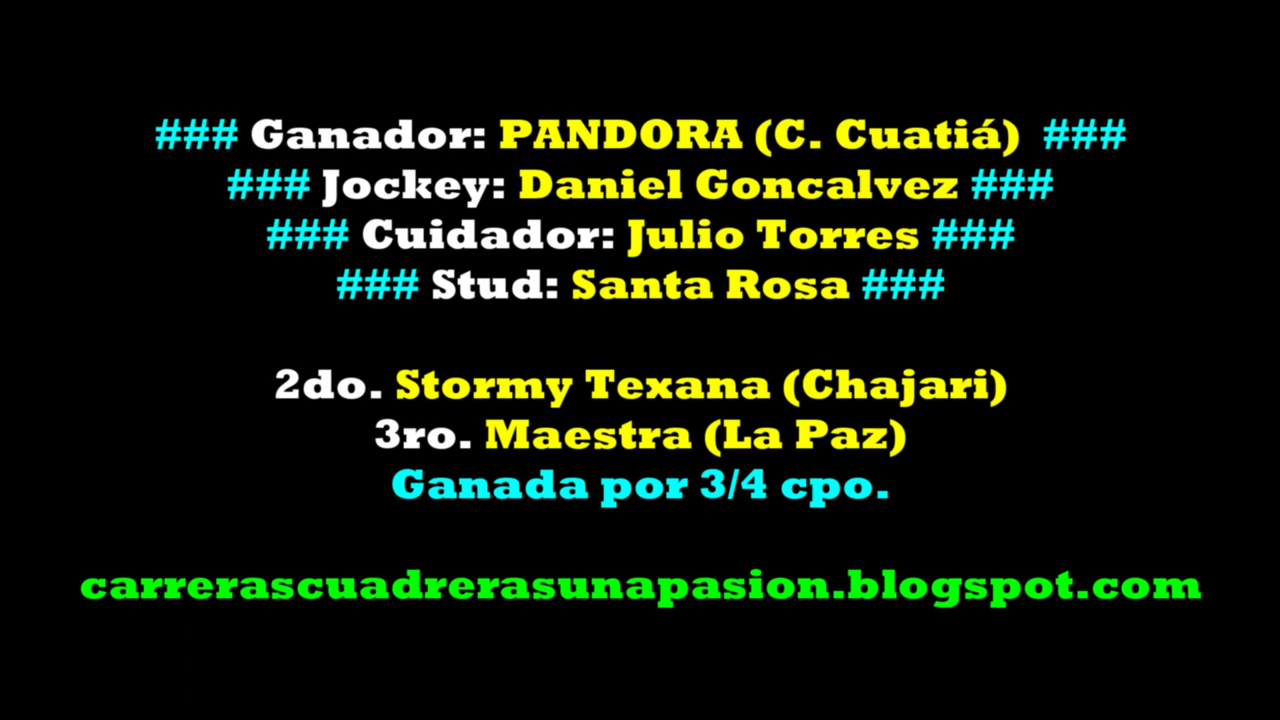 ### Ganador: PANDORA (C. Cuatiá) ###
### Jockey: Daniel Goncalvez ###
### Cuidador: Julio Torres ###
### Stud: Santa Rosa ###
2do. Stormy Texana (Chajari)
3ro. Maestra (La Paz)
Ganada por 3/4 cpo.
carrerascuadrerasunapasion.blogspot.com